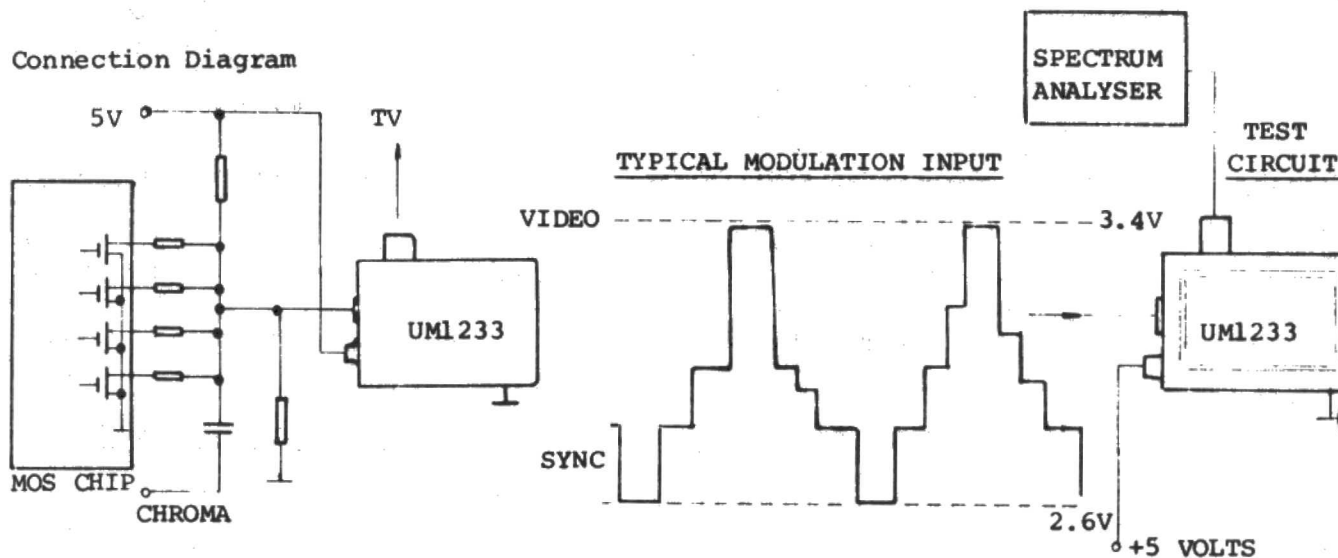 Connection Diagram
5V
TV
UM1233
MOS CHIP
CHROMA
TYPICAL MODULATION INPUT
VIDEO
3.4V
SYNC
2.6V
SPECTRUM
ANALYSER
TEST
CIRCUIT
UM1233
+5 VOLTS